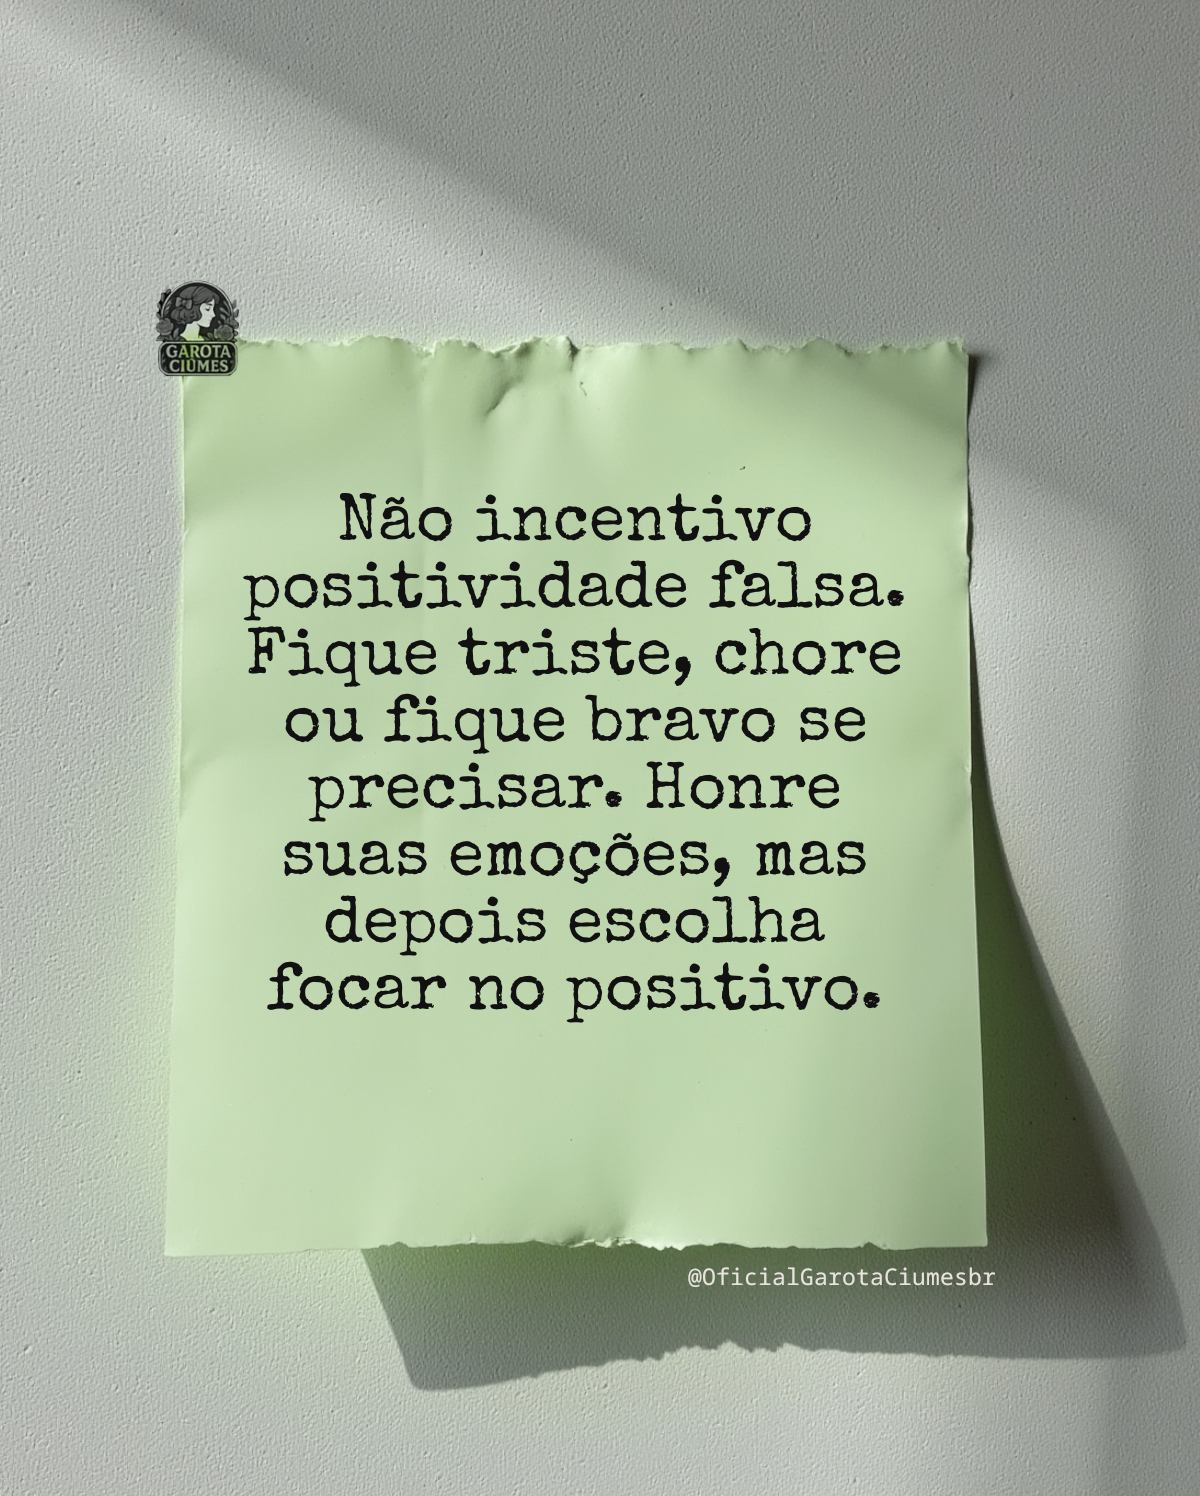 GAROTA
CIÚMES
Não incentivo
positividade falsa.
Fique triste, chore
ou fique bravo se
precisar. Honre
suas emoções, mas
depois escolha
focar no positivo.
@OficialGarotaCiumesbr